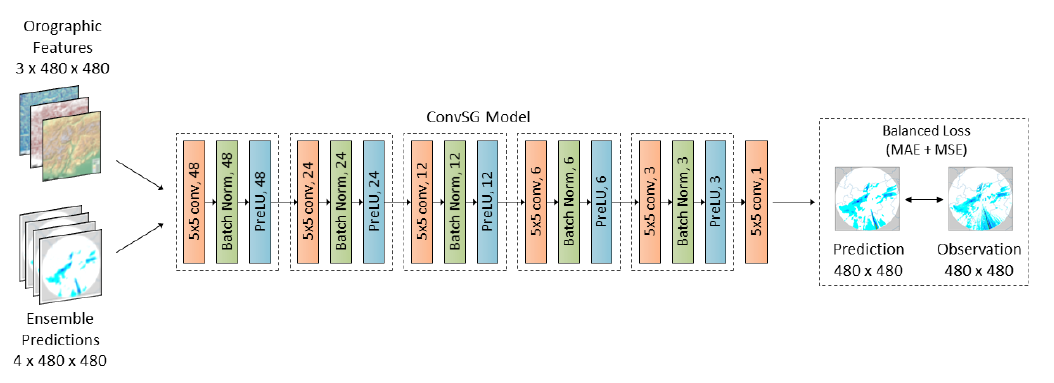 Orographic
Features
3 x 480 x 480
Ensemble
Predictions
4 x 480 x 480
ConvSG Model
5x5 conv, 48
Batch Norm, 48
PreLU, 48
5x5 conv, 24
Batch Norm, 24
PreLU, 24
5x5 conv, 12
Batch Norm, 12
PreLU, 12
5x5 conv, 6
Batch Norm, 6
PreLU, 6
5x5 conv, 3
Batch Norm, 3
PreLU, 3
5x5 conv, 1
Balanced Loss
(MAE + MSE)
Prediction
480 x 480
Observation
480 x 480